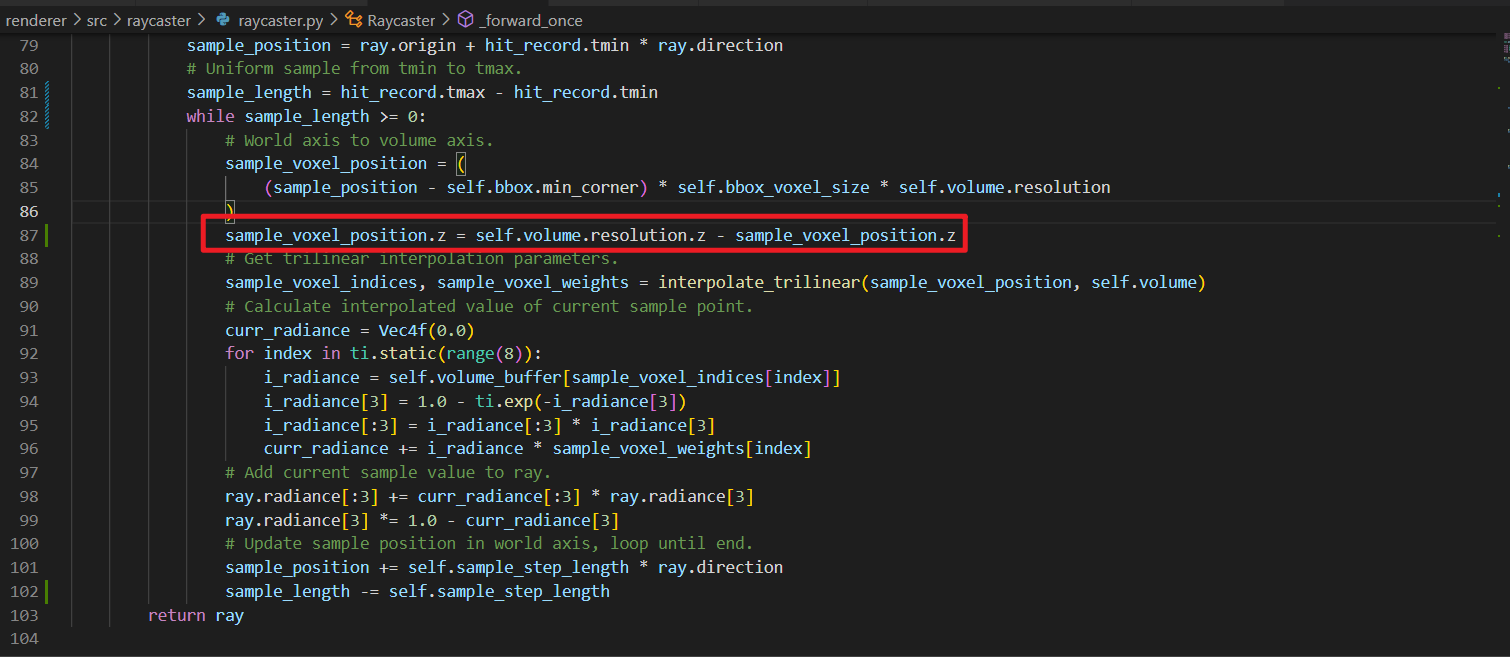 renderer > src > raycaster > raycaster.py > Raycaster > _forward_once
79 sample_position = ray.origin + hit_record.tmin * ray.direction
80 # Uniform sample from tmin to tmax.
81 sample_length = hit_record.tmax - hit_record.tmin
82 while sample_length >= 0:
83 # World axis to volume axis.
84 sample_voxel_position = (
85 (sample_position - self.bbox.min_corner) * self.bbox_voxel_size * self.volume.resolution
86 )
87 sample_voxel_position.z = self.volume.resolution.z - sample_voxel_position.z
88 # Get trilinear interpolation parameters.
89 sample_voxel_indices, sample_voxel_weights = interpolate_trilinear(sample_voxel_position, self.volume)
90 # Calculate interpolated value of current sample point.
91 curr_radiance = Vec4f(0.0)
92 for index in ti.static(range(8)):
93 i_radiance = self.volume_buffer[sample_voxel_indices[index]]
94 i_radiance[3] = 1.0 - ti.exp(-i_radiance[3])
95 i_radiance[:3] = i_radiance[:3] * i_radiance[3]
96 curr_radiance += i_radiance * sample_voxel_weights[index]
97 # Add current sample value to ray.
98 ray.radiance[:3] += curr_radiance[:3] * ray.radiance[3]
99 ray.radiance[3] *= 1.0 - curr_radiance[3]
100 # Update sample position in world axis, loop until end.
101 sample_position += self.sample_step_length * ray.direction
102 sample_length -= self.sample_step_length
103 return ray
104